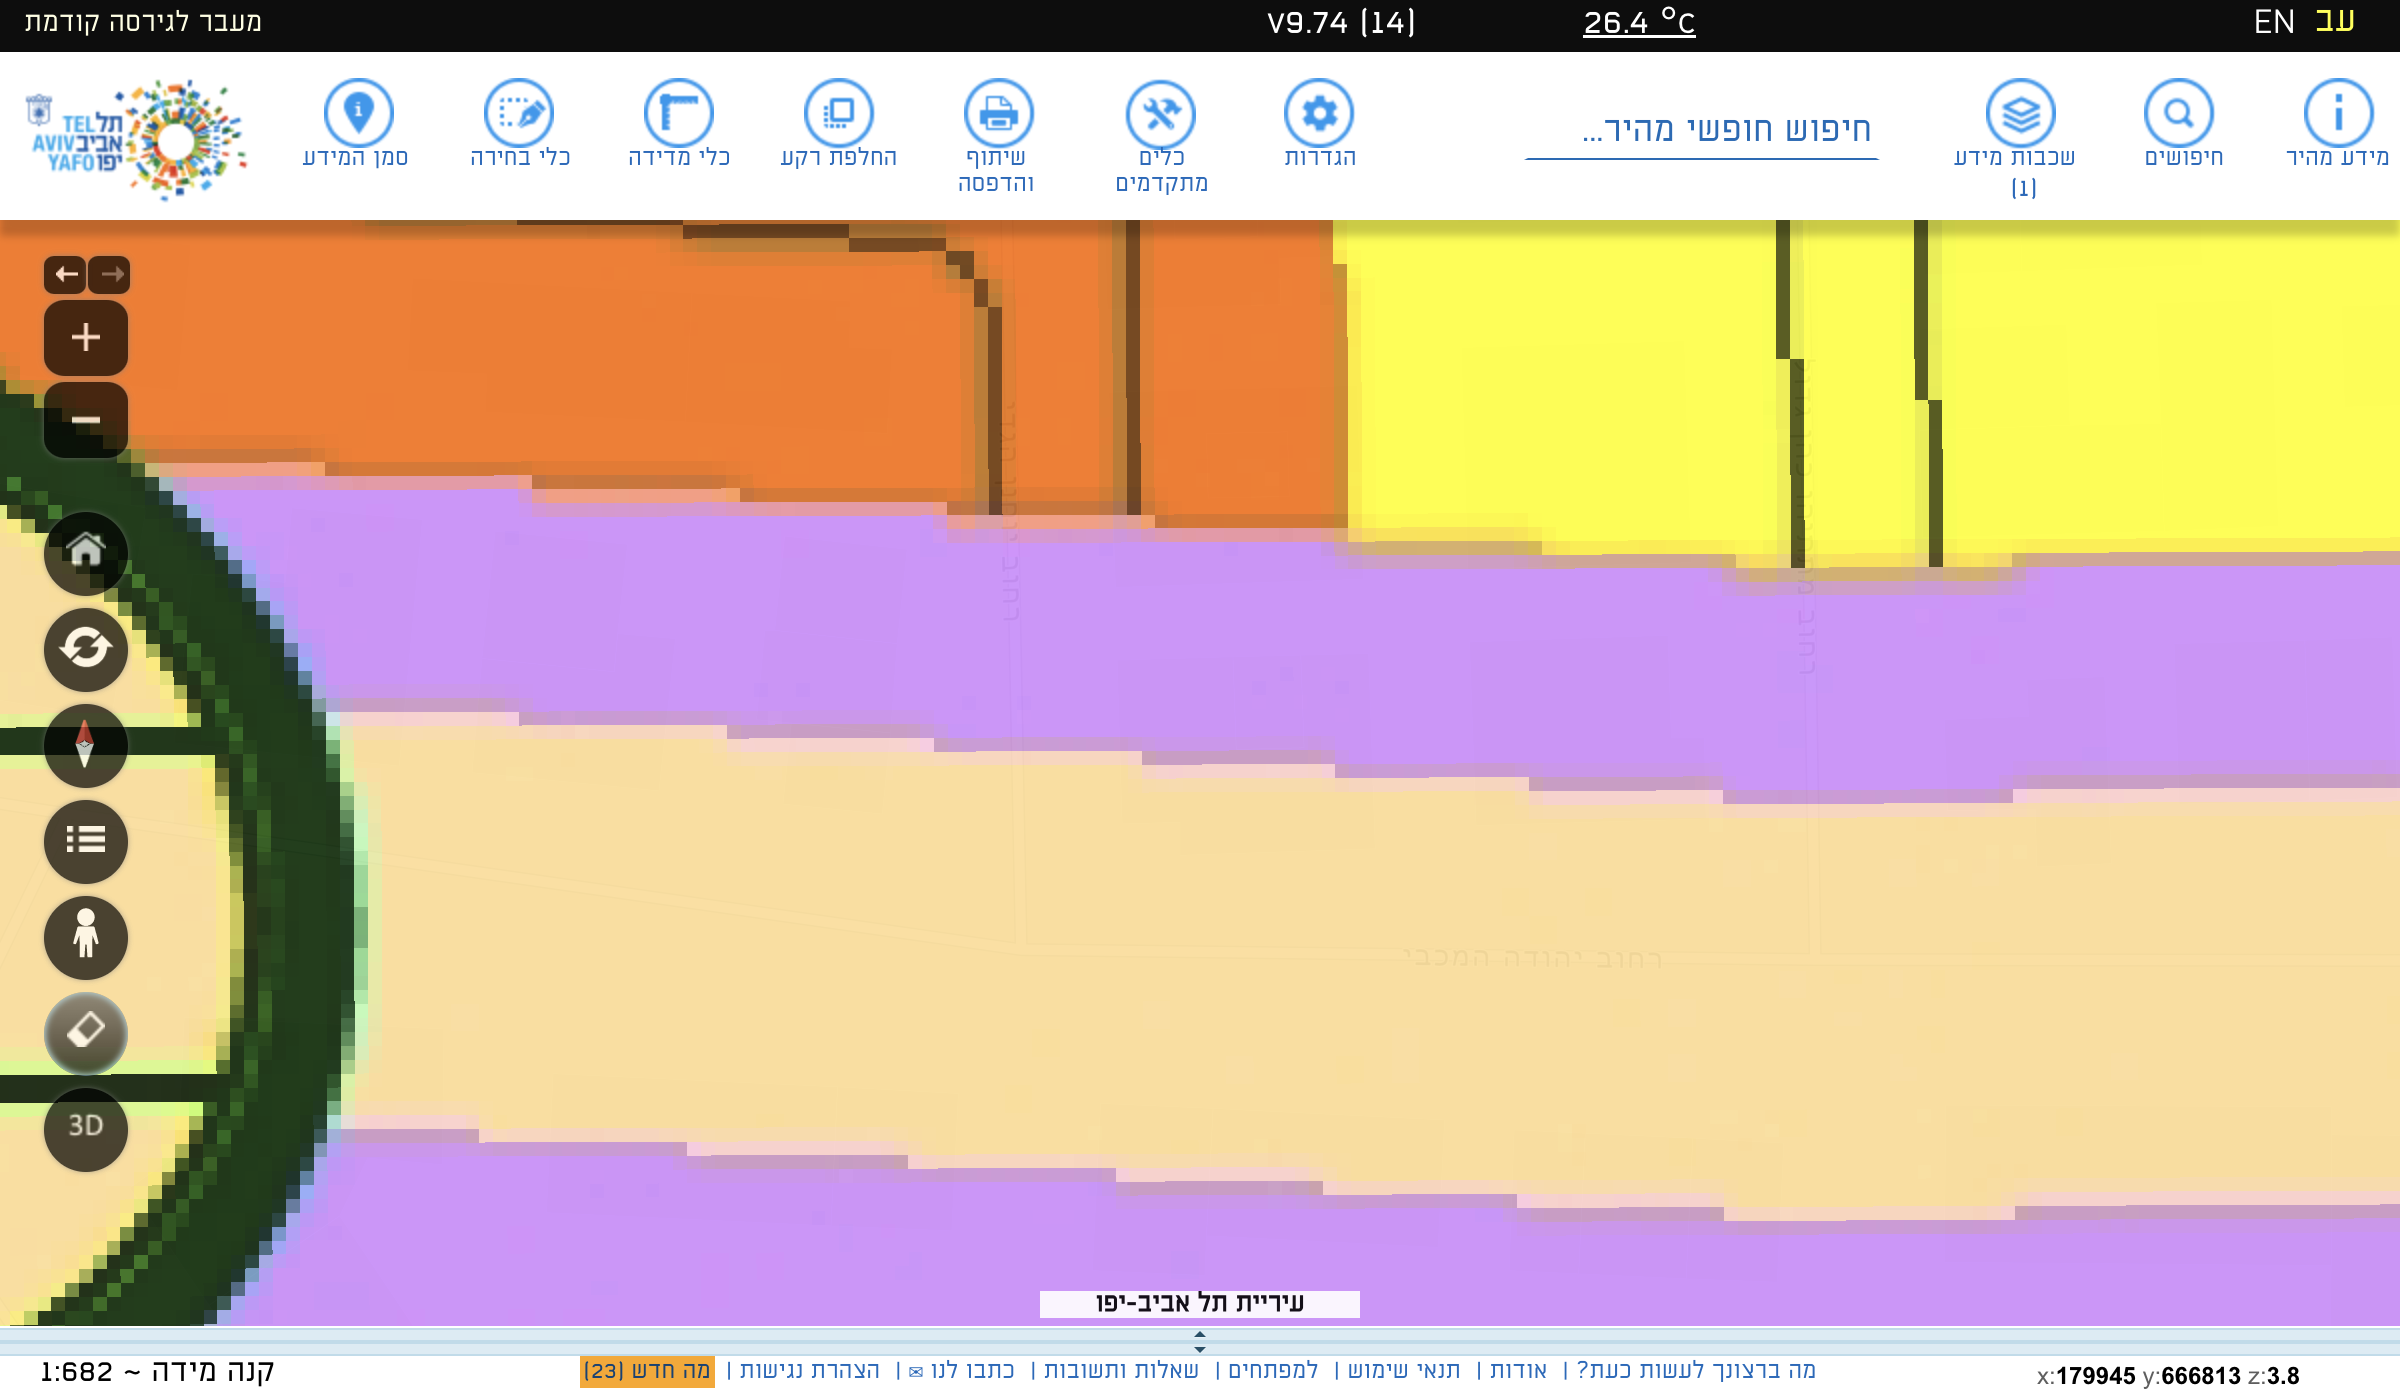 עב EN
26.4 °C
V9.74 (14)
מעבר לגירסה קודמת
מידע מהיר
חיפושים
שכבות מידע
(1)
חיפוש חופשי מהיר...
הגדרות
כלים
מתקדמים
שיתוף
והדפסה
החלפת רקע
כלי מדידה
כלי בחירה
סמן המידע
תל
אביב
יפו
TEL
AVIV
YAFO
רחוב יהודה המכבי
3D
עיריית תל אביב-יפו
מה ברצונך לעשות כעת? | אודות | תנאי שימוש | למפתחים | שאלות ותשובות | כתבו לנו ✉ | הצהרת נגישות | מה חדש (23)
קנה מידה ~ 1:682
x:179945 y:666813 z:3.8